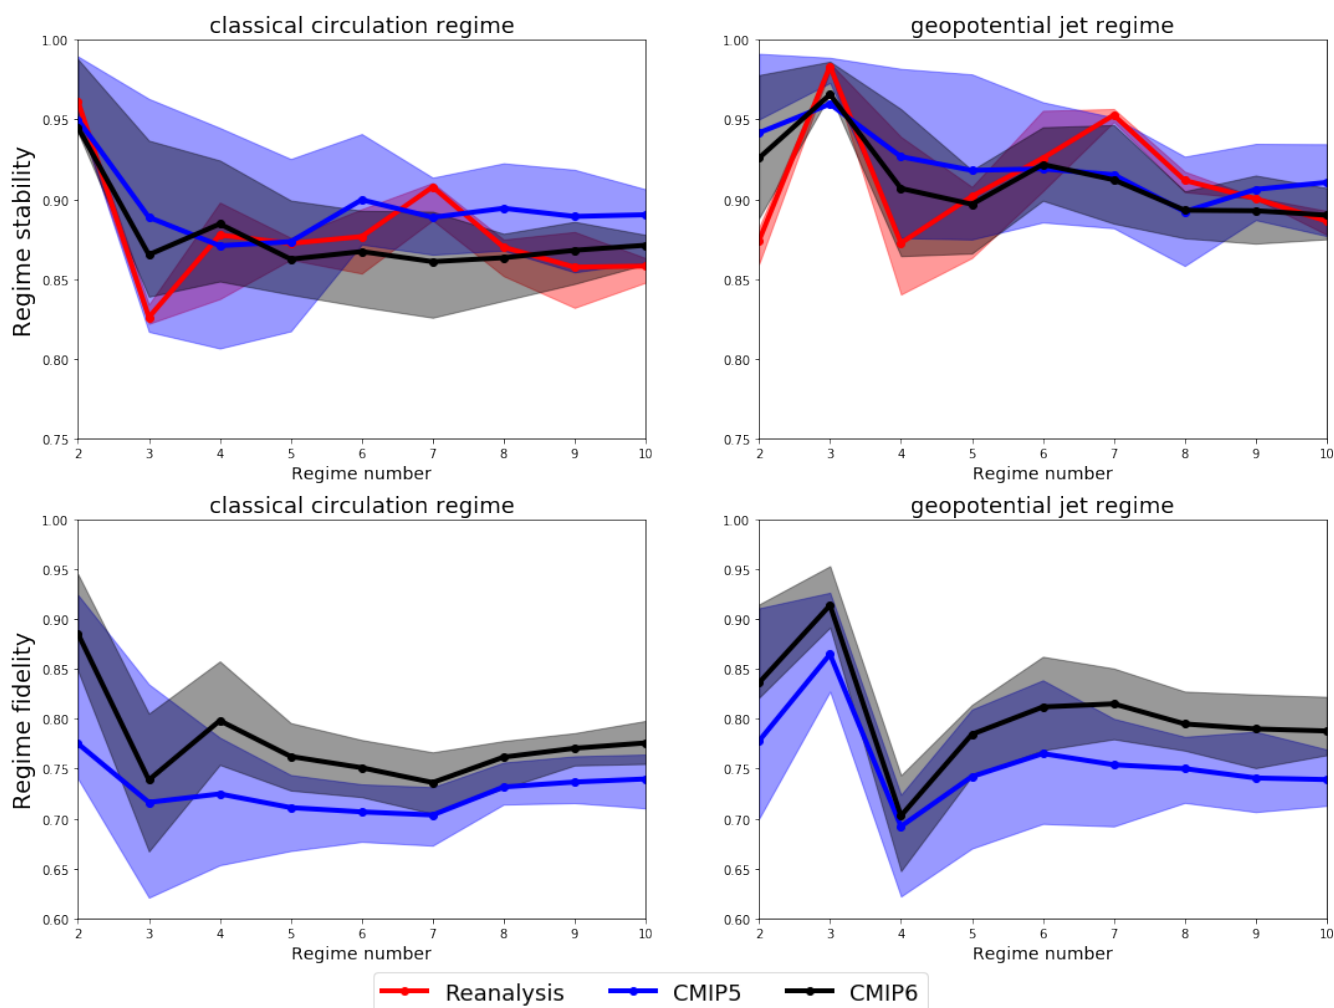 classical circulation regime
1.00
0.95
0.90
0.85
0.80
0.75
Regime stability
2 3 4 5 6 7 8 9 10
Regime number
geopotential jet regime
1.00
0.95
0.90
0.85
0.80
0.75
2 3 4 5 6 7 8 9 10
Regime number
classical circulation regime
1.00
0.95
0.90
0.85
0.80
0.75
0.70
0.65
0.60
Regime fidelity
2 3 4 5 6 7 8 9 10
Regime number
geopotential jet regime
1.00
0.95
0.90
0.85
0.80
0.75
0.70
0.65
0.60
2 3 4 5 6 7 8 9 10
Regime number
Reanalysis CMIP5 CMIP6